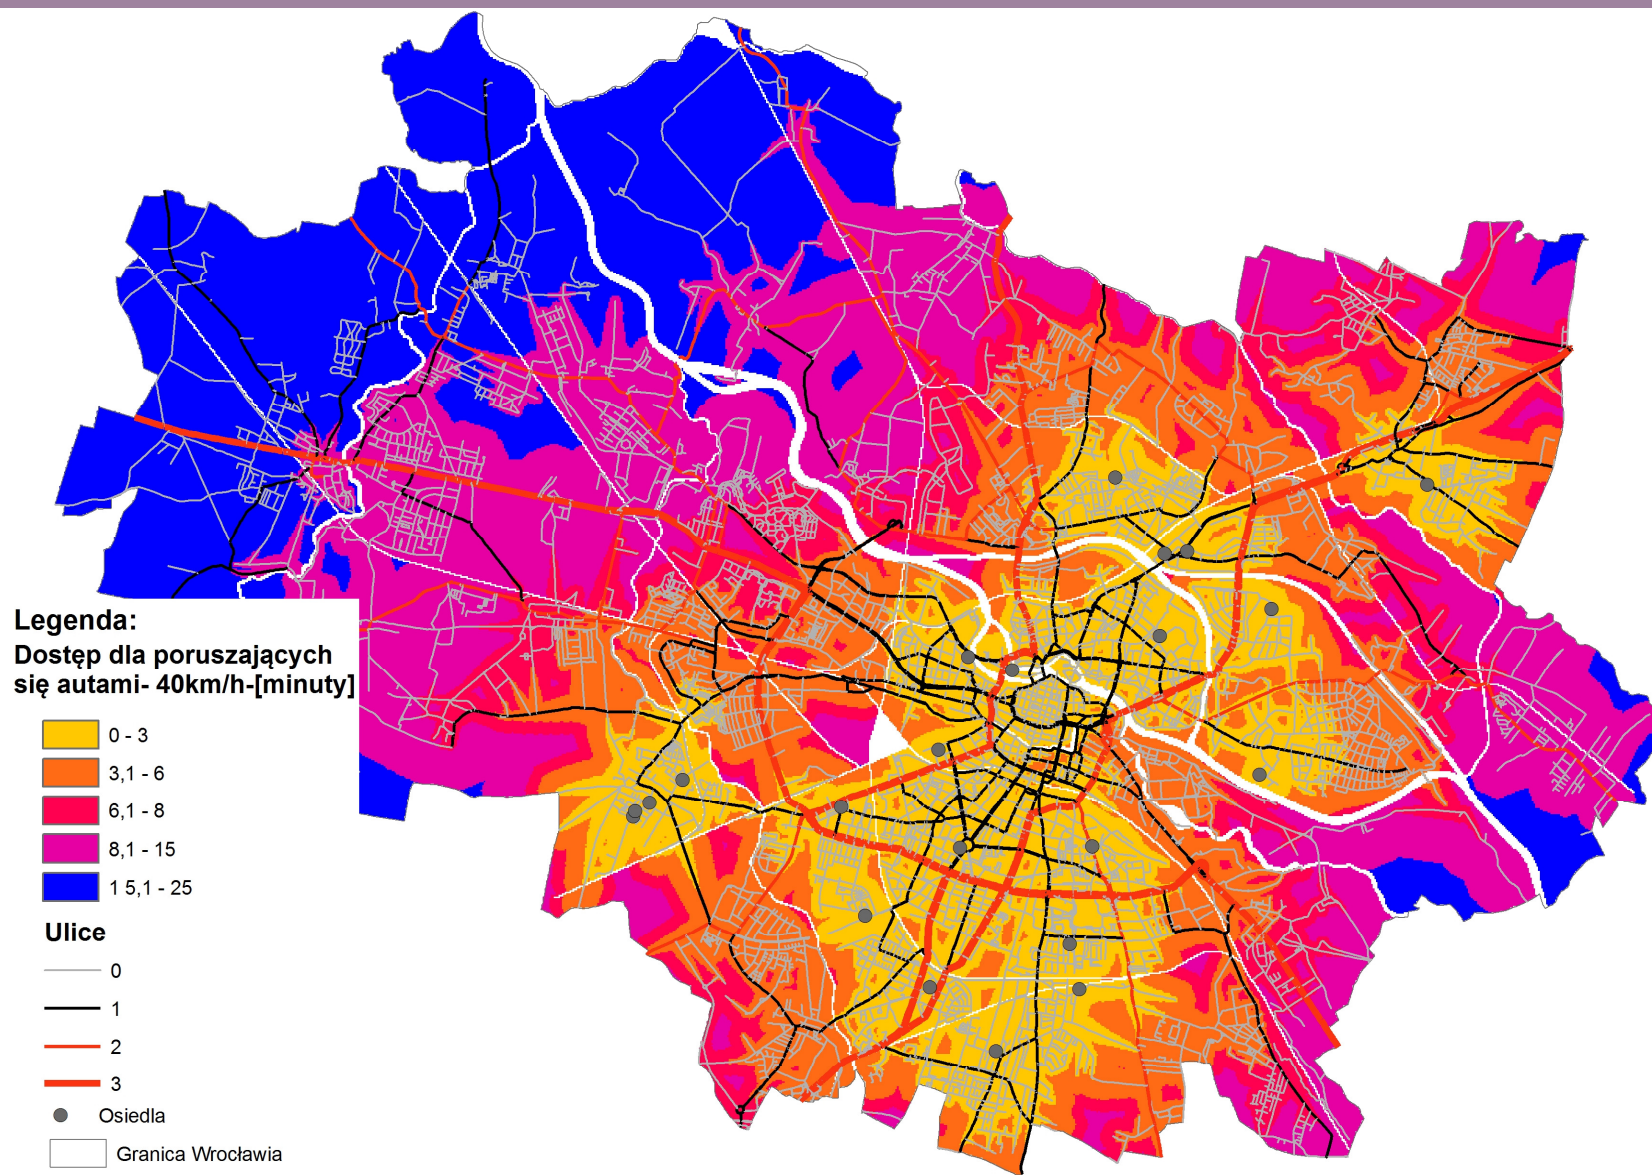 Legenda:
Dostęp dla poruszających
się autami- 40km/h-[minuty]
0 - 3
3,1 - 6
6,1 - 8
8,1 - 15
1 5,1 - 25
Ulice
0
1
2
3
Osiedla
Granica Wrocławia